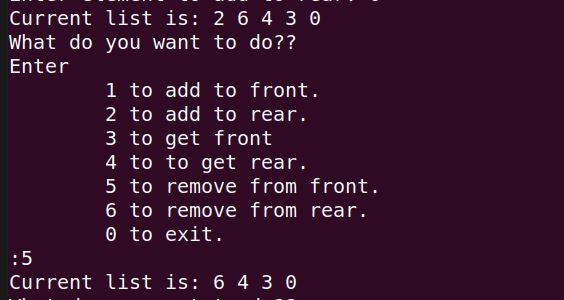 Current list is: 2 6 4 3 0
What do you want to do??
Enter
1 to add to front.
2 to add to rear.
3 to get front
4 to to get rear.
5 to remove from front.
6 to remove from rear.
0 to exit.
:5
Current list is: 6 4 3 0